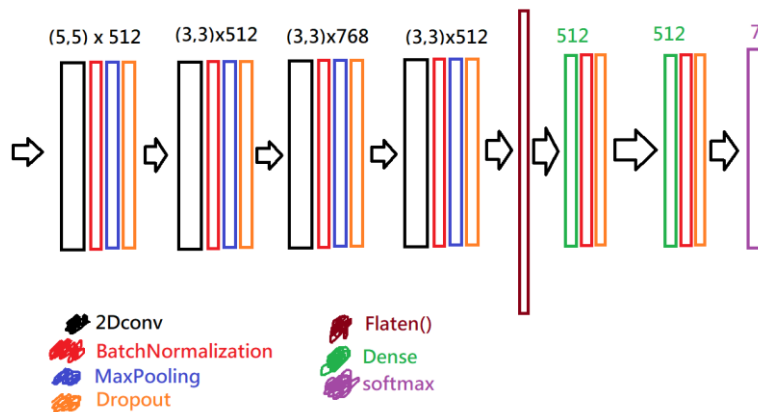 (5,5) x 512
(3,3)x512
(3,3)x768
(3,3)x512
512
512
7
2Dconv
BatchNormalization
MaxPooling
Dropout
Flaten()
Dense
softmax